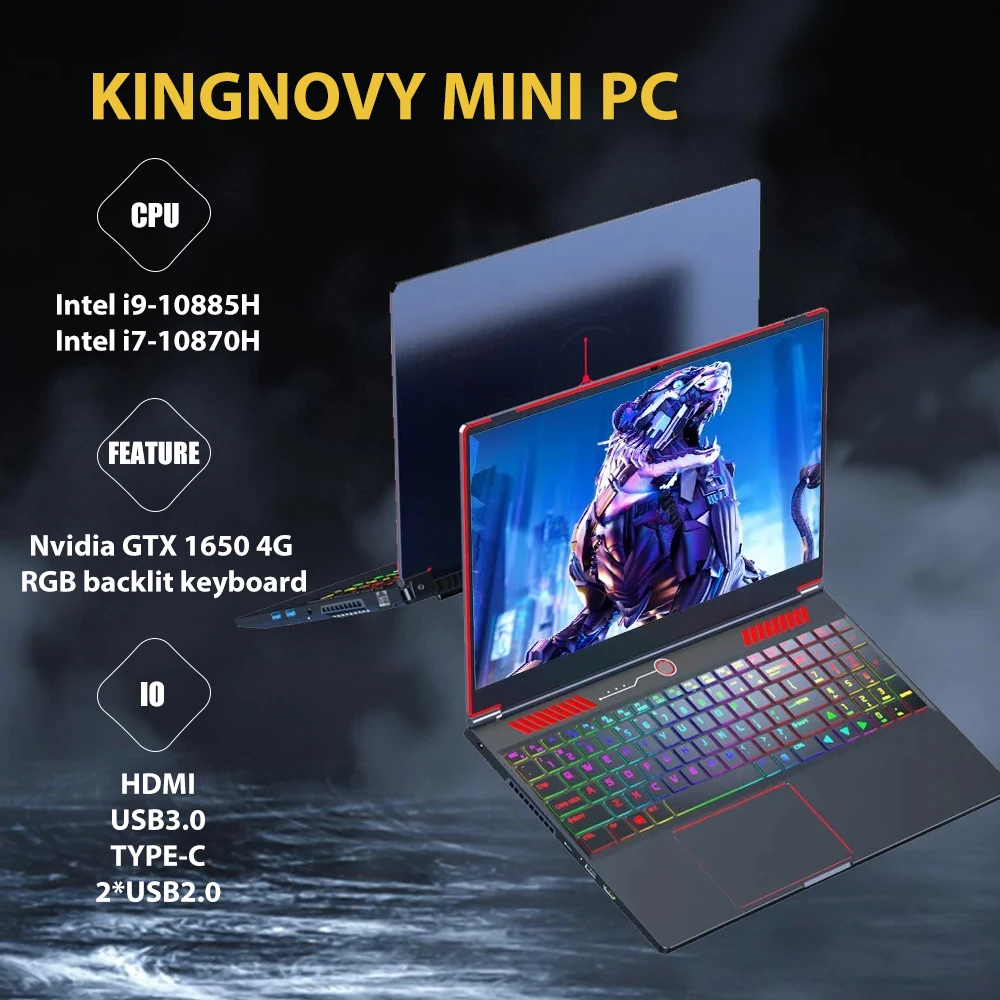 KINGNOVY MINI PC
CPU
Intel i9-10885H
Intel i7-10870H
FEATURE
Nvidia GTX 1650 4G
RGB backlit keyboard
IO
HDMI
USB3.0
TYPE-C
2*USB2.0